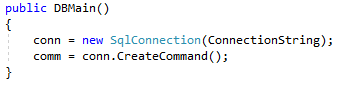 public DBMain()
{
    conn = new SqlConnection(ConnectionString);
    comm = conn.CreateCommand();
}